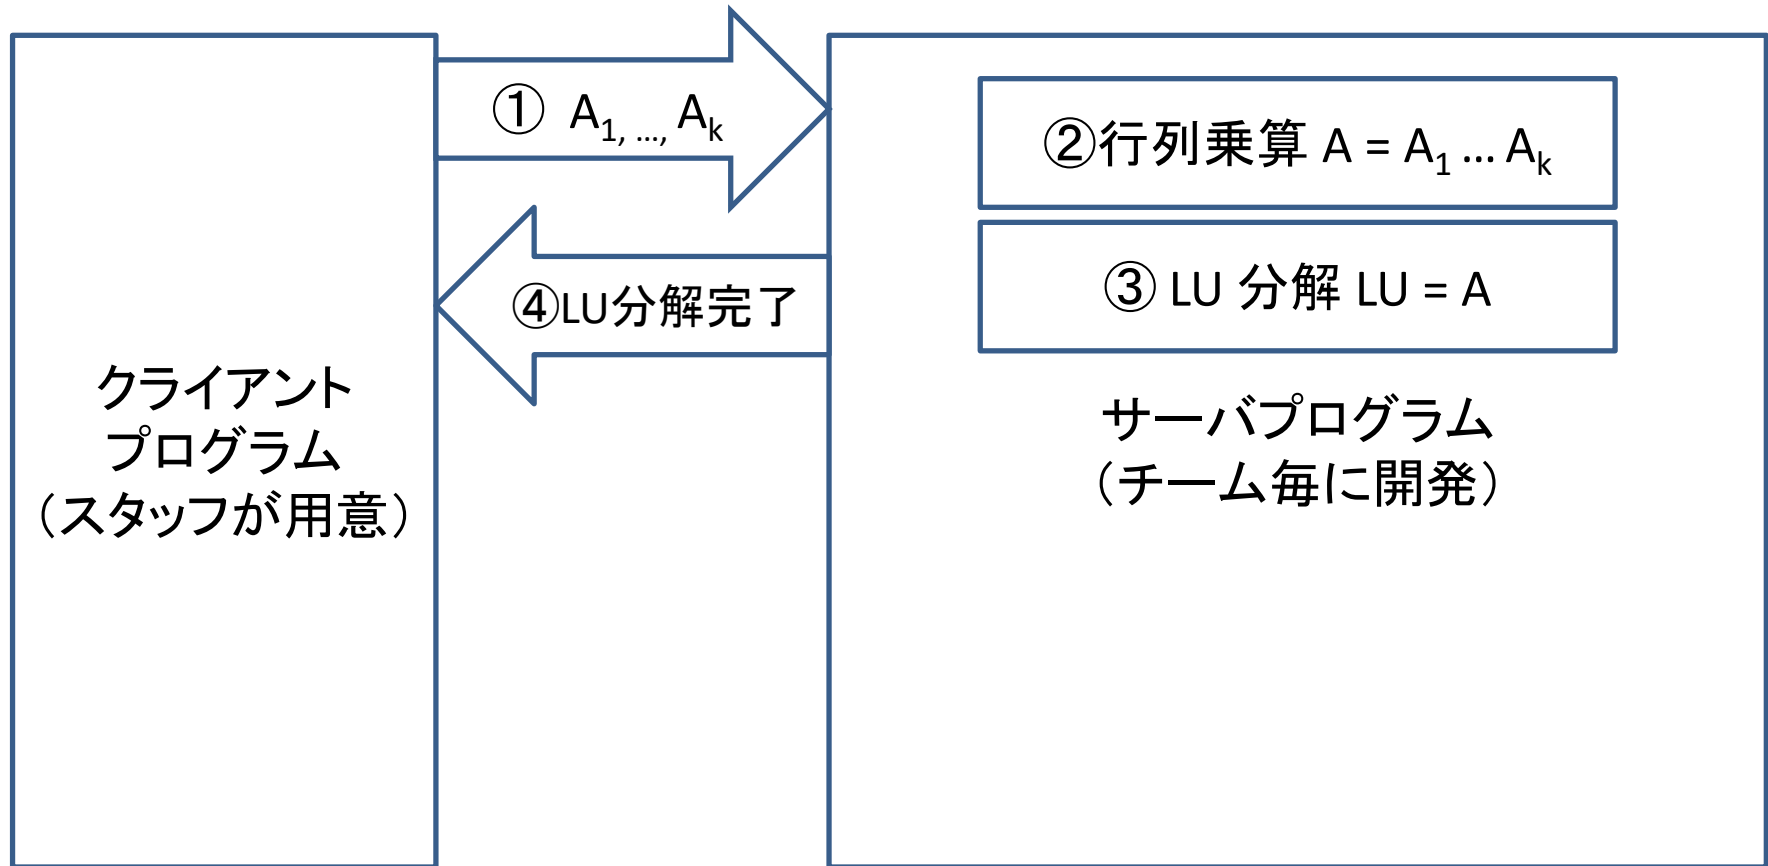 ① A1, ..., Ak
②行列乗算 A = A1 ... Ak
③ LU 分解 LU = A
④LU分解完了
クライアント
プログラム
（スタッフが用意）
サーバプログラム
（チーム毎に開発）